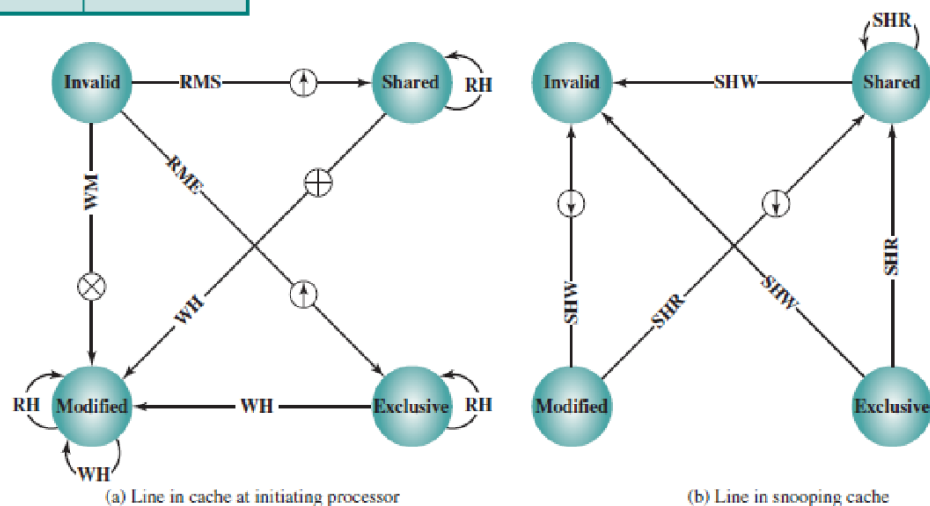 SHR
Invalid RMS Shared RH
Invalid SHW Shared
WM RME
WH
SHW SHR SHW SHR
RH Modified WH Exclusive RH
Modified Exclusive
WH
(a) Line in cache at initiating processor
(b) Line in snooping cache